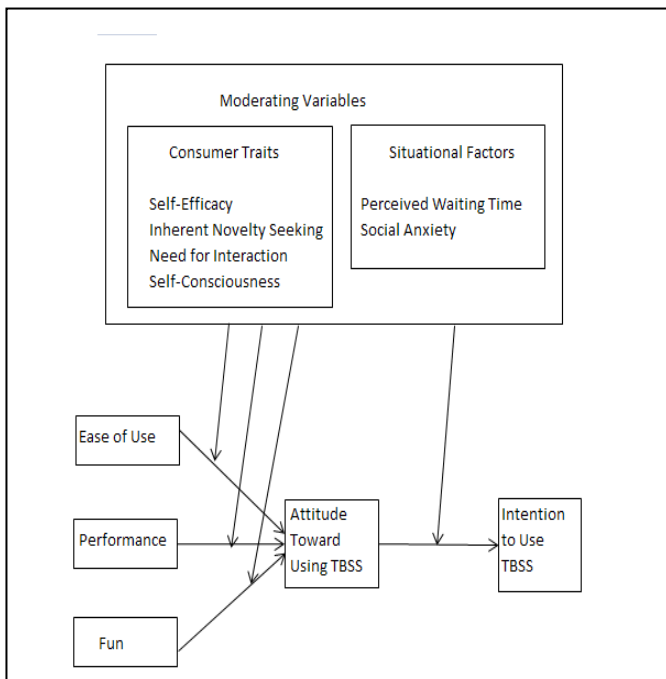 Moderating Variables
Consumer Traits
Self-Efficacy
Inherent Novelty Seeking
Need for Interaction
Self-Consciousness
Situational Factors
Perceived Waiting Time
Social Anxiety
Ease of Use
Performance
Fun
Attitude
Toward
Using TBSS
Intention
to Use
TBSS